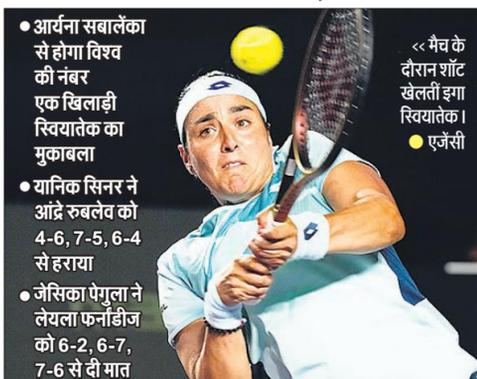 ● आर्यना सबालेंका
से होगा विश्व
की नंबर
एक खिलाड़ी
स्वियातेक का
मुकाबला
● यानिक सिनर ने
आंद्रे रुबलेव को
4-6, 7-5, 6-4
से हराया
● जेसिका पेगुला ने
लेयला फर्नांडीज
को 6-2, 6-7,
7-6 से दी मात
<< मैच के
दौरान शॉट
खेलतीं इगा
स्वियातेक।
● एजेंसी